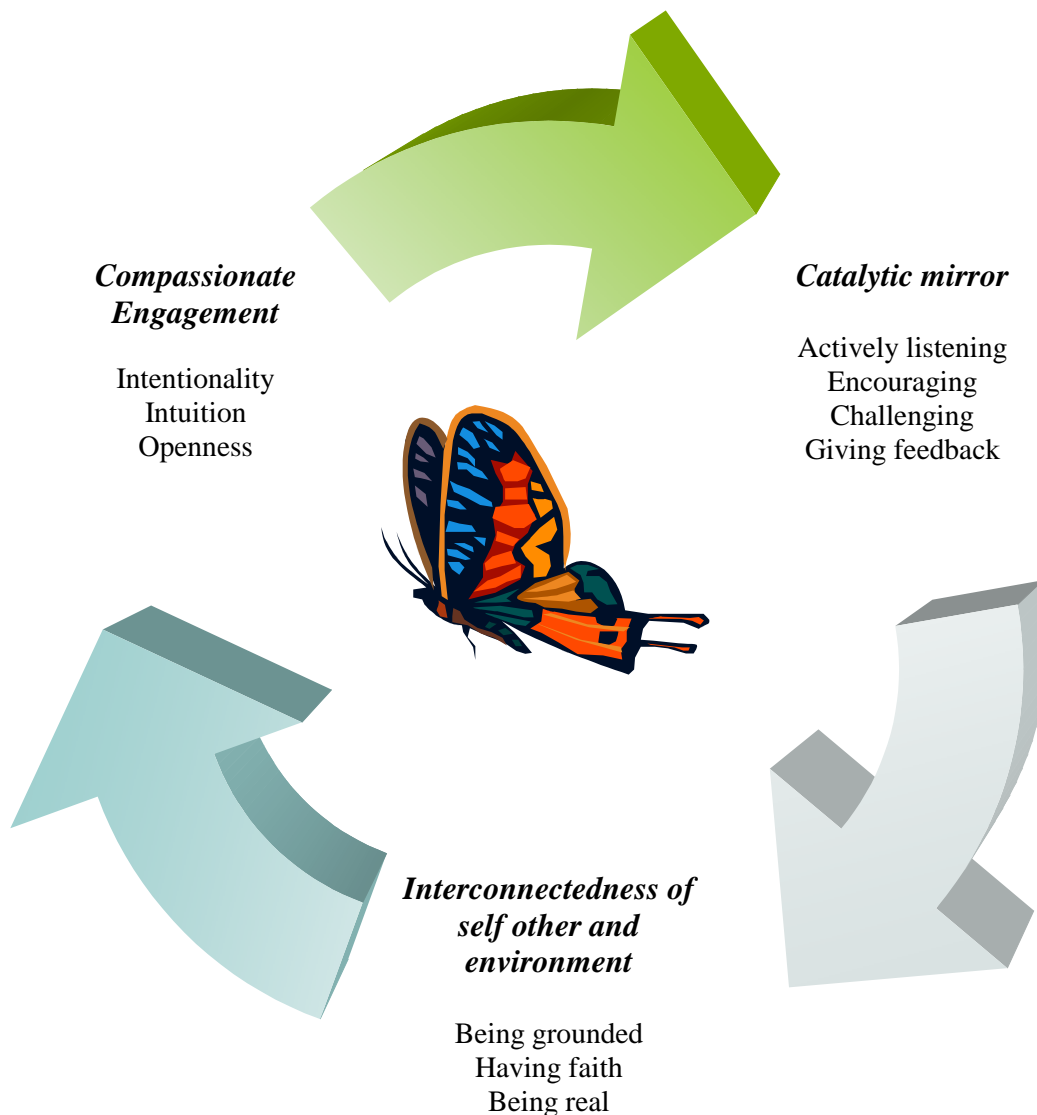 Compassionate
Engagement
Intentionality
Intuition
Openness
Catalytic mirror
Actively listening
Encouraging
Challenging
Giving feedback
Interconnectedness of
self other and
environment
Being grounded
Having faith
Being real